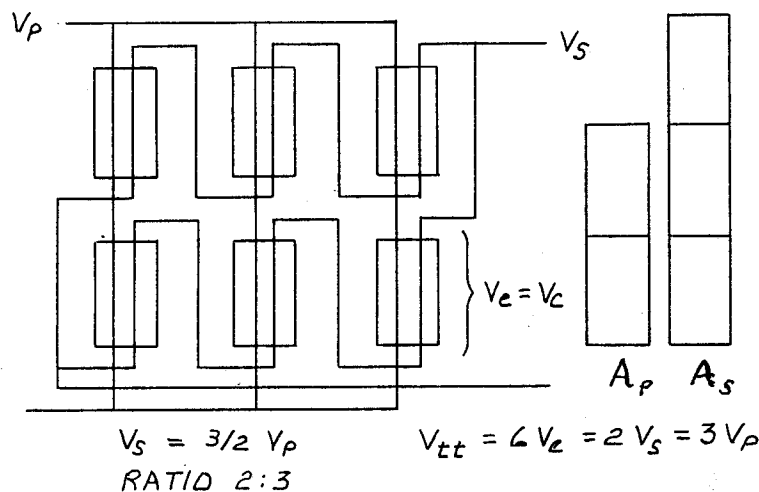 Vp
Vs
Ve = Vc
Ap As
Vs = 3/2 Vp
Vtt = 6 Ve = 2 Vs = 3 Vp
RATIO 2:3